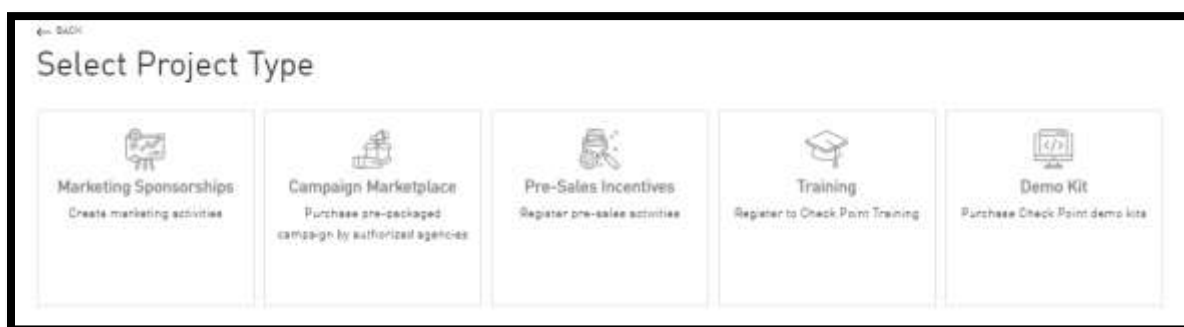 ← BACK
Select Project Type
Marketing Sponsorships
Create marketing activities
Campaign Marketplace
Purchase pre-packaged
campaign by authorized agencies
Pre-Sales Incentives
Register pre-sales activities
Training
Register to Check Point Training
Demo Kit
Purchase Check Point demo kits